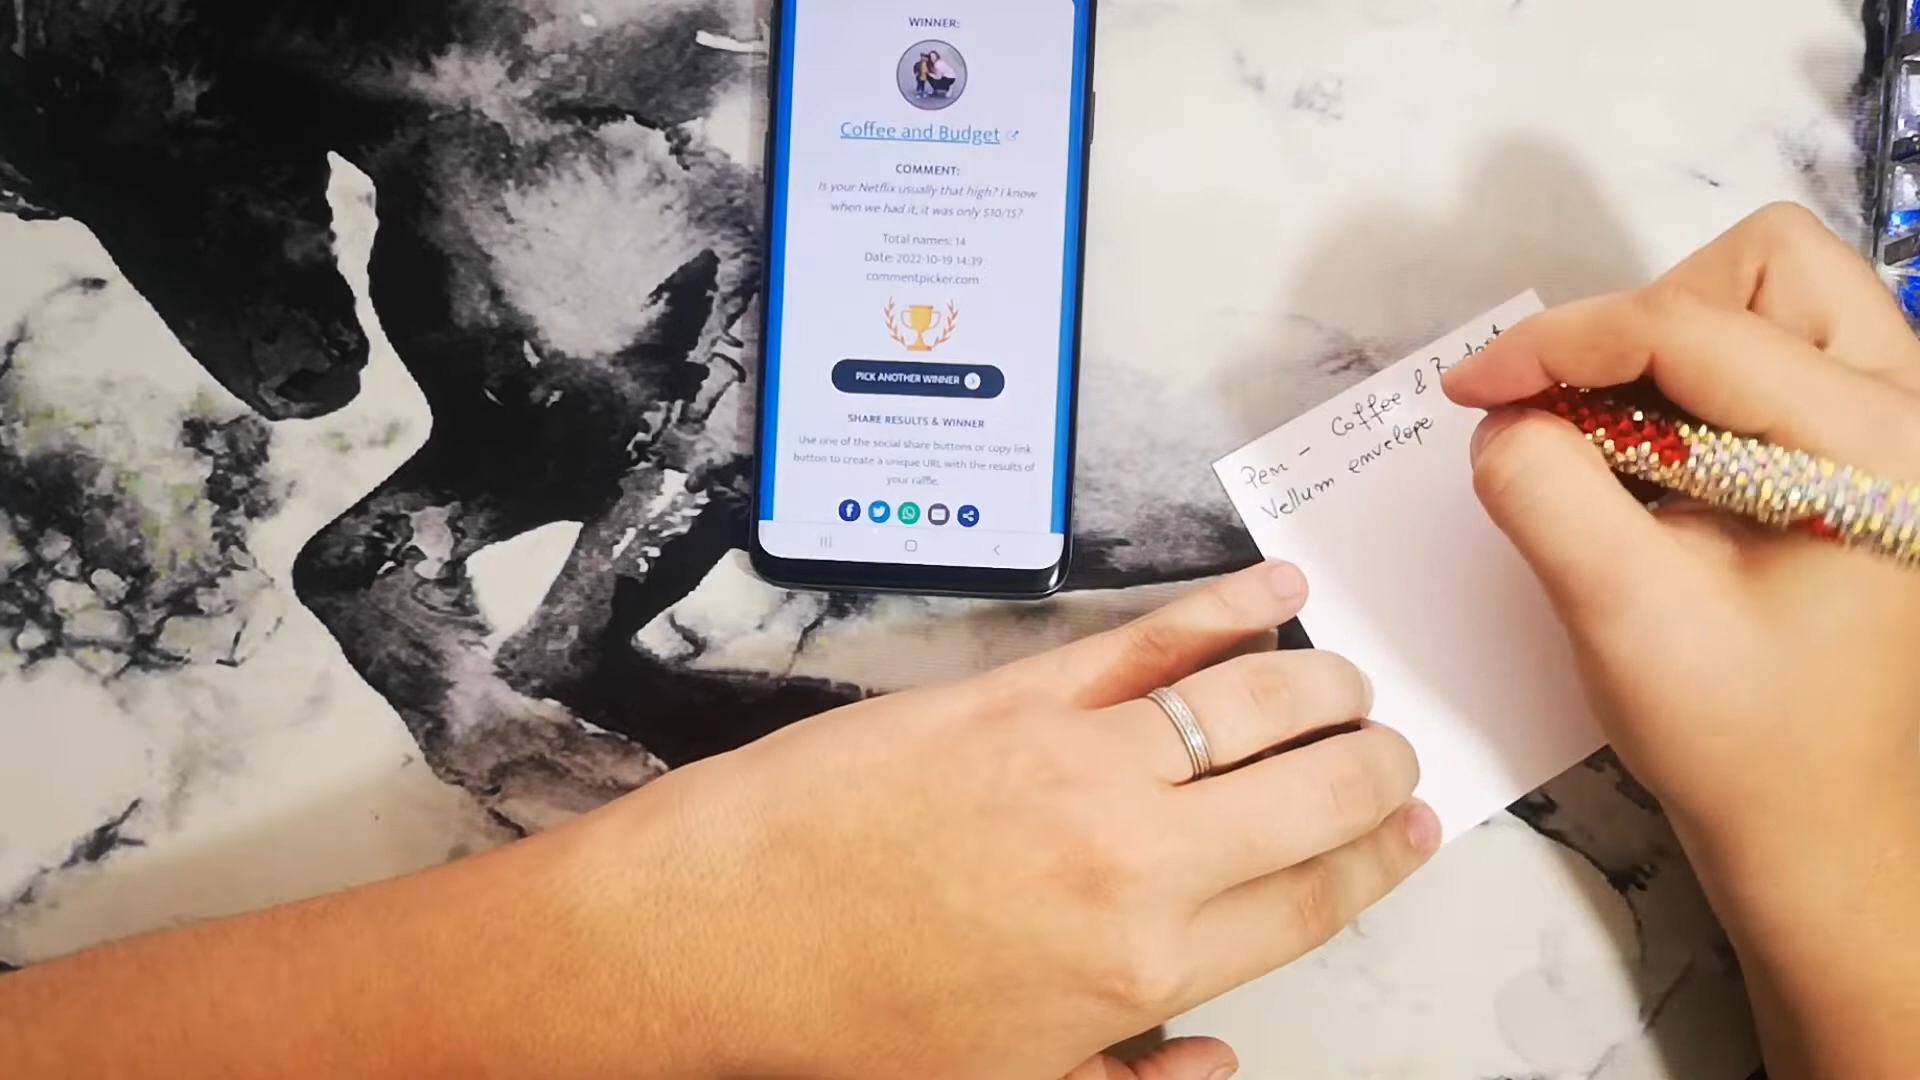 WINNER:
Coffee and Budget
COMMENT:
Is your Netflix usually that high? I know
when we had it, it was only $10/15?
Total names: 14
Date: 2022-10-19 14:39
commentpicker.com
PICK ANOTHER WINNER
SHARE RESULTS & WINNER
Use one of the social share buttons or copy link
button to create a unique URL with the results of
your raffle.
Pen - Coffee & Budget
Vellum envelope